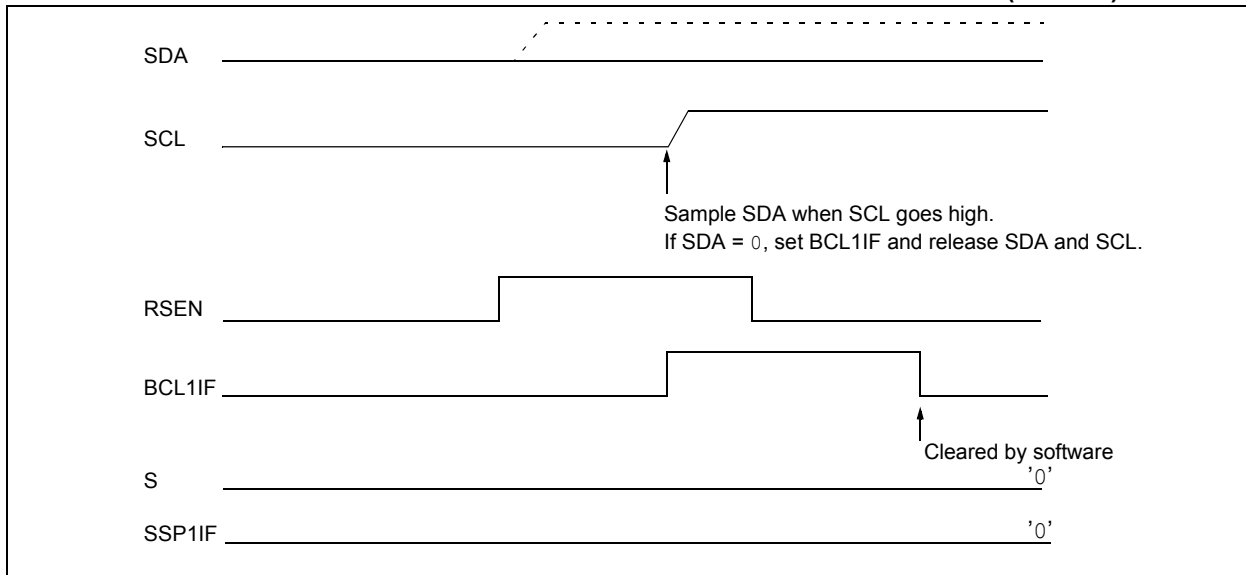 SDA
SCL
Sample SDA when SCL goes high.
If SDA = 0, set BCL1IF and release SDA and SCL.
RSEN
BCL1IF
Cleared by software
S
'0'
SSP1IF
'0'